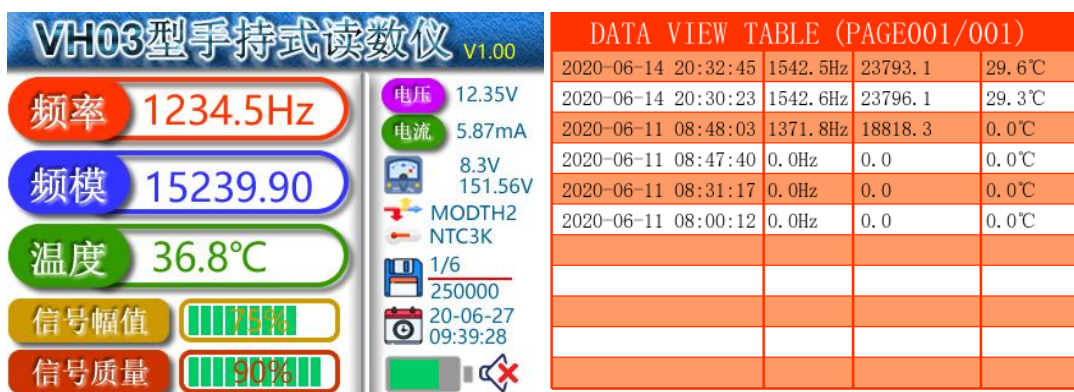 VH03型手持式读数仪 V1.00
频率 1234.5Hz
频模 15239.90
温度 36.8℃
信号幅值 75%
信号质量 90%
电压 12.35V
电流 5.87mA
8.3V
151.56V
MODTH2
NTC3K
1/6
250000
20-06-27
09:39:28
DATA VIEW TABLE (PAGE001/001)
2020-06-14 20:32:45 1542.5Hz 23793.1 29.6℃
2020-06-14 20:30:23 1542.6Hz 23796.1 29.3℃
2020-06-11 08:48:03 1371.8Hz 18818.3 0.0℃
2020-06-11 08:47:40 0.0Hz 0.0 0.0℃
2020-06-11 08:31:17 0.0Hz 0.0 0.0℃
2020-06-11 08:00:12 0.0Hz 0.0 0.0℃